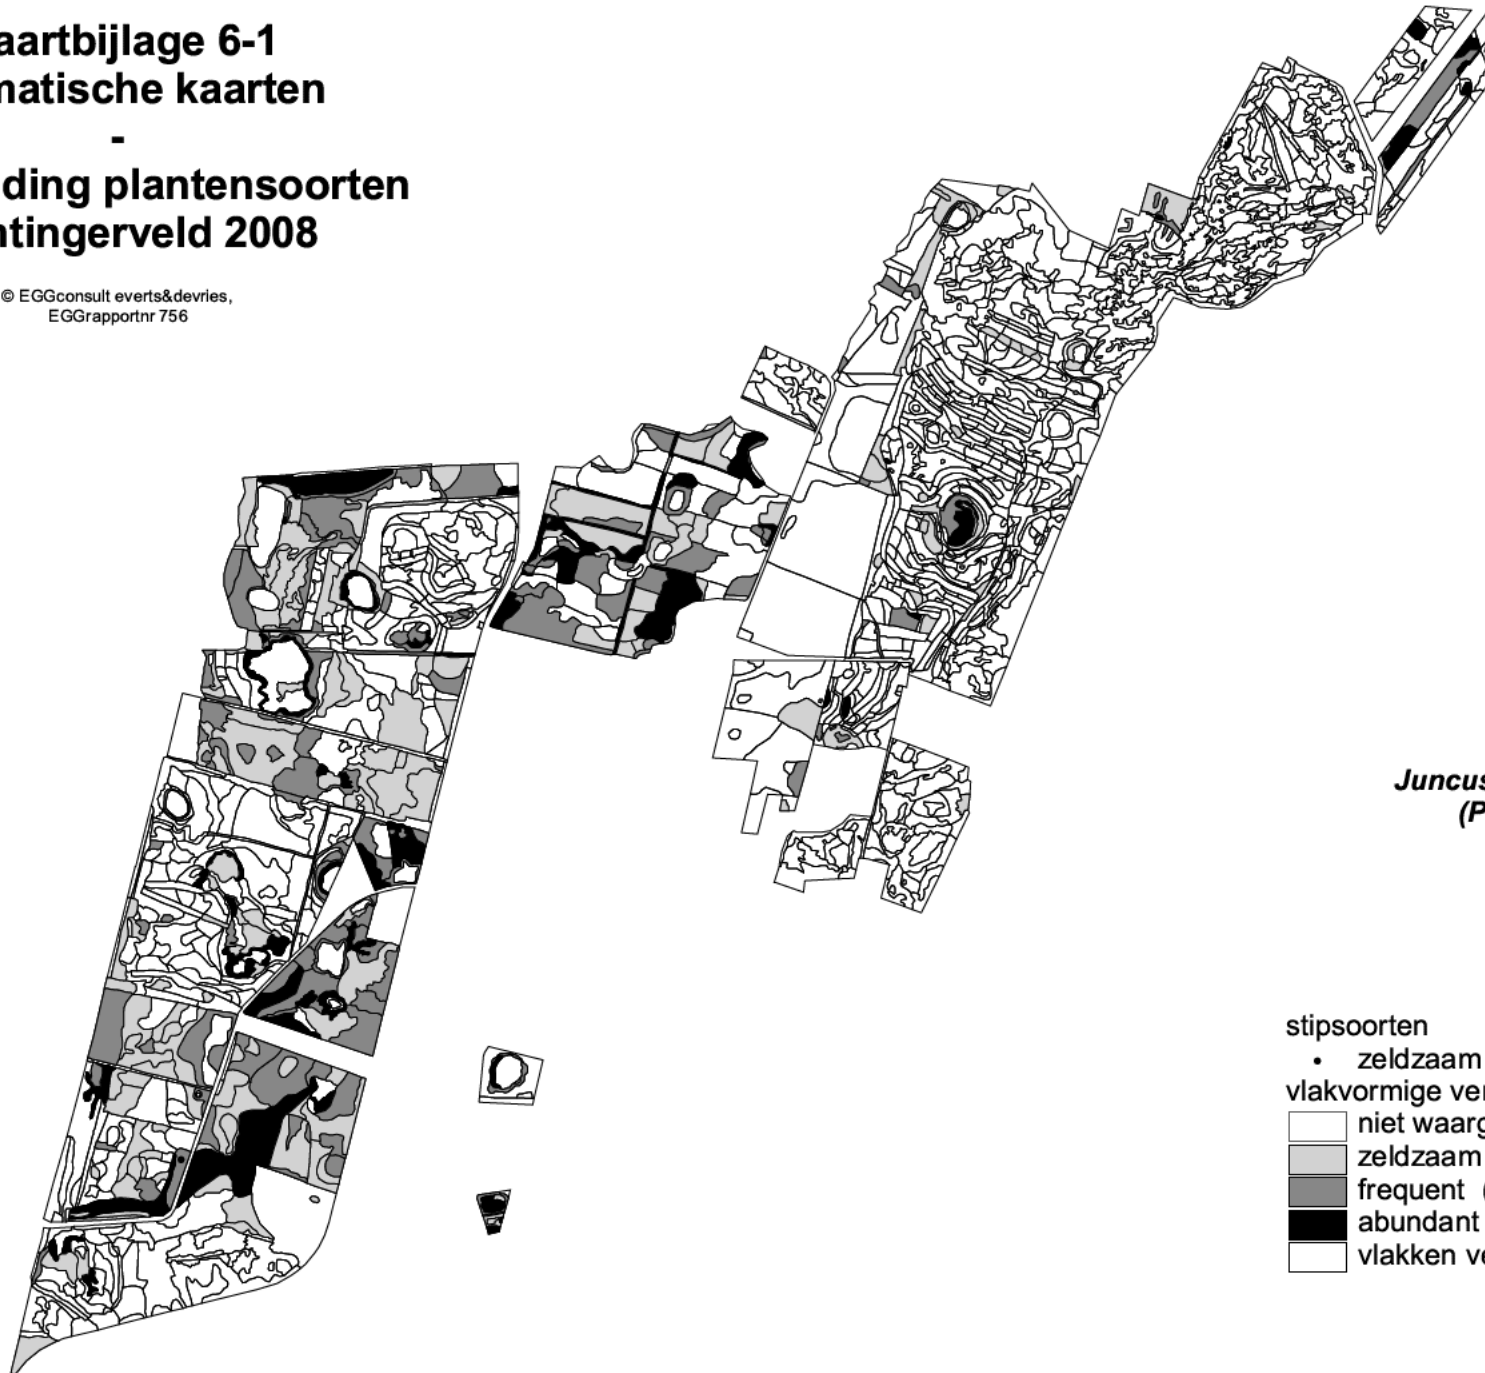 aartbijlage 6-1
matische kaarten
-
ding plantensoorten
ntingerveld 2008
© EGGconsult everts&devries,
EGGrapportnr 756
Juncus
(P
stipsoorten
• zeldzaam
vlakvormige ver
niet waarg
zeldzaam
frequent (
abundant
vlakken ve